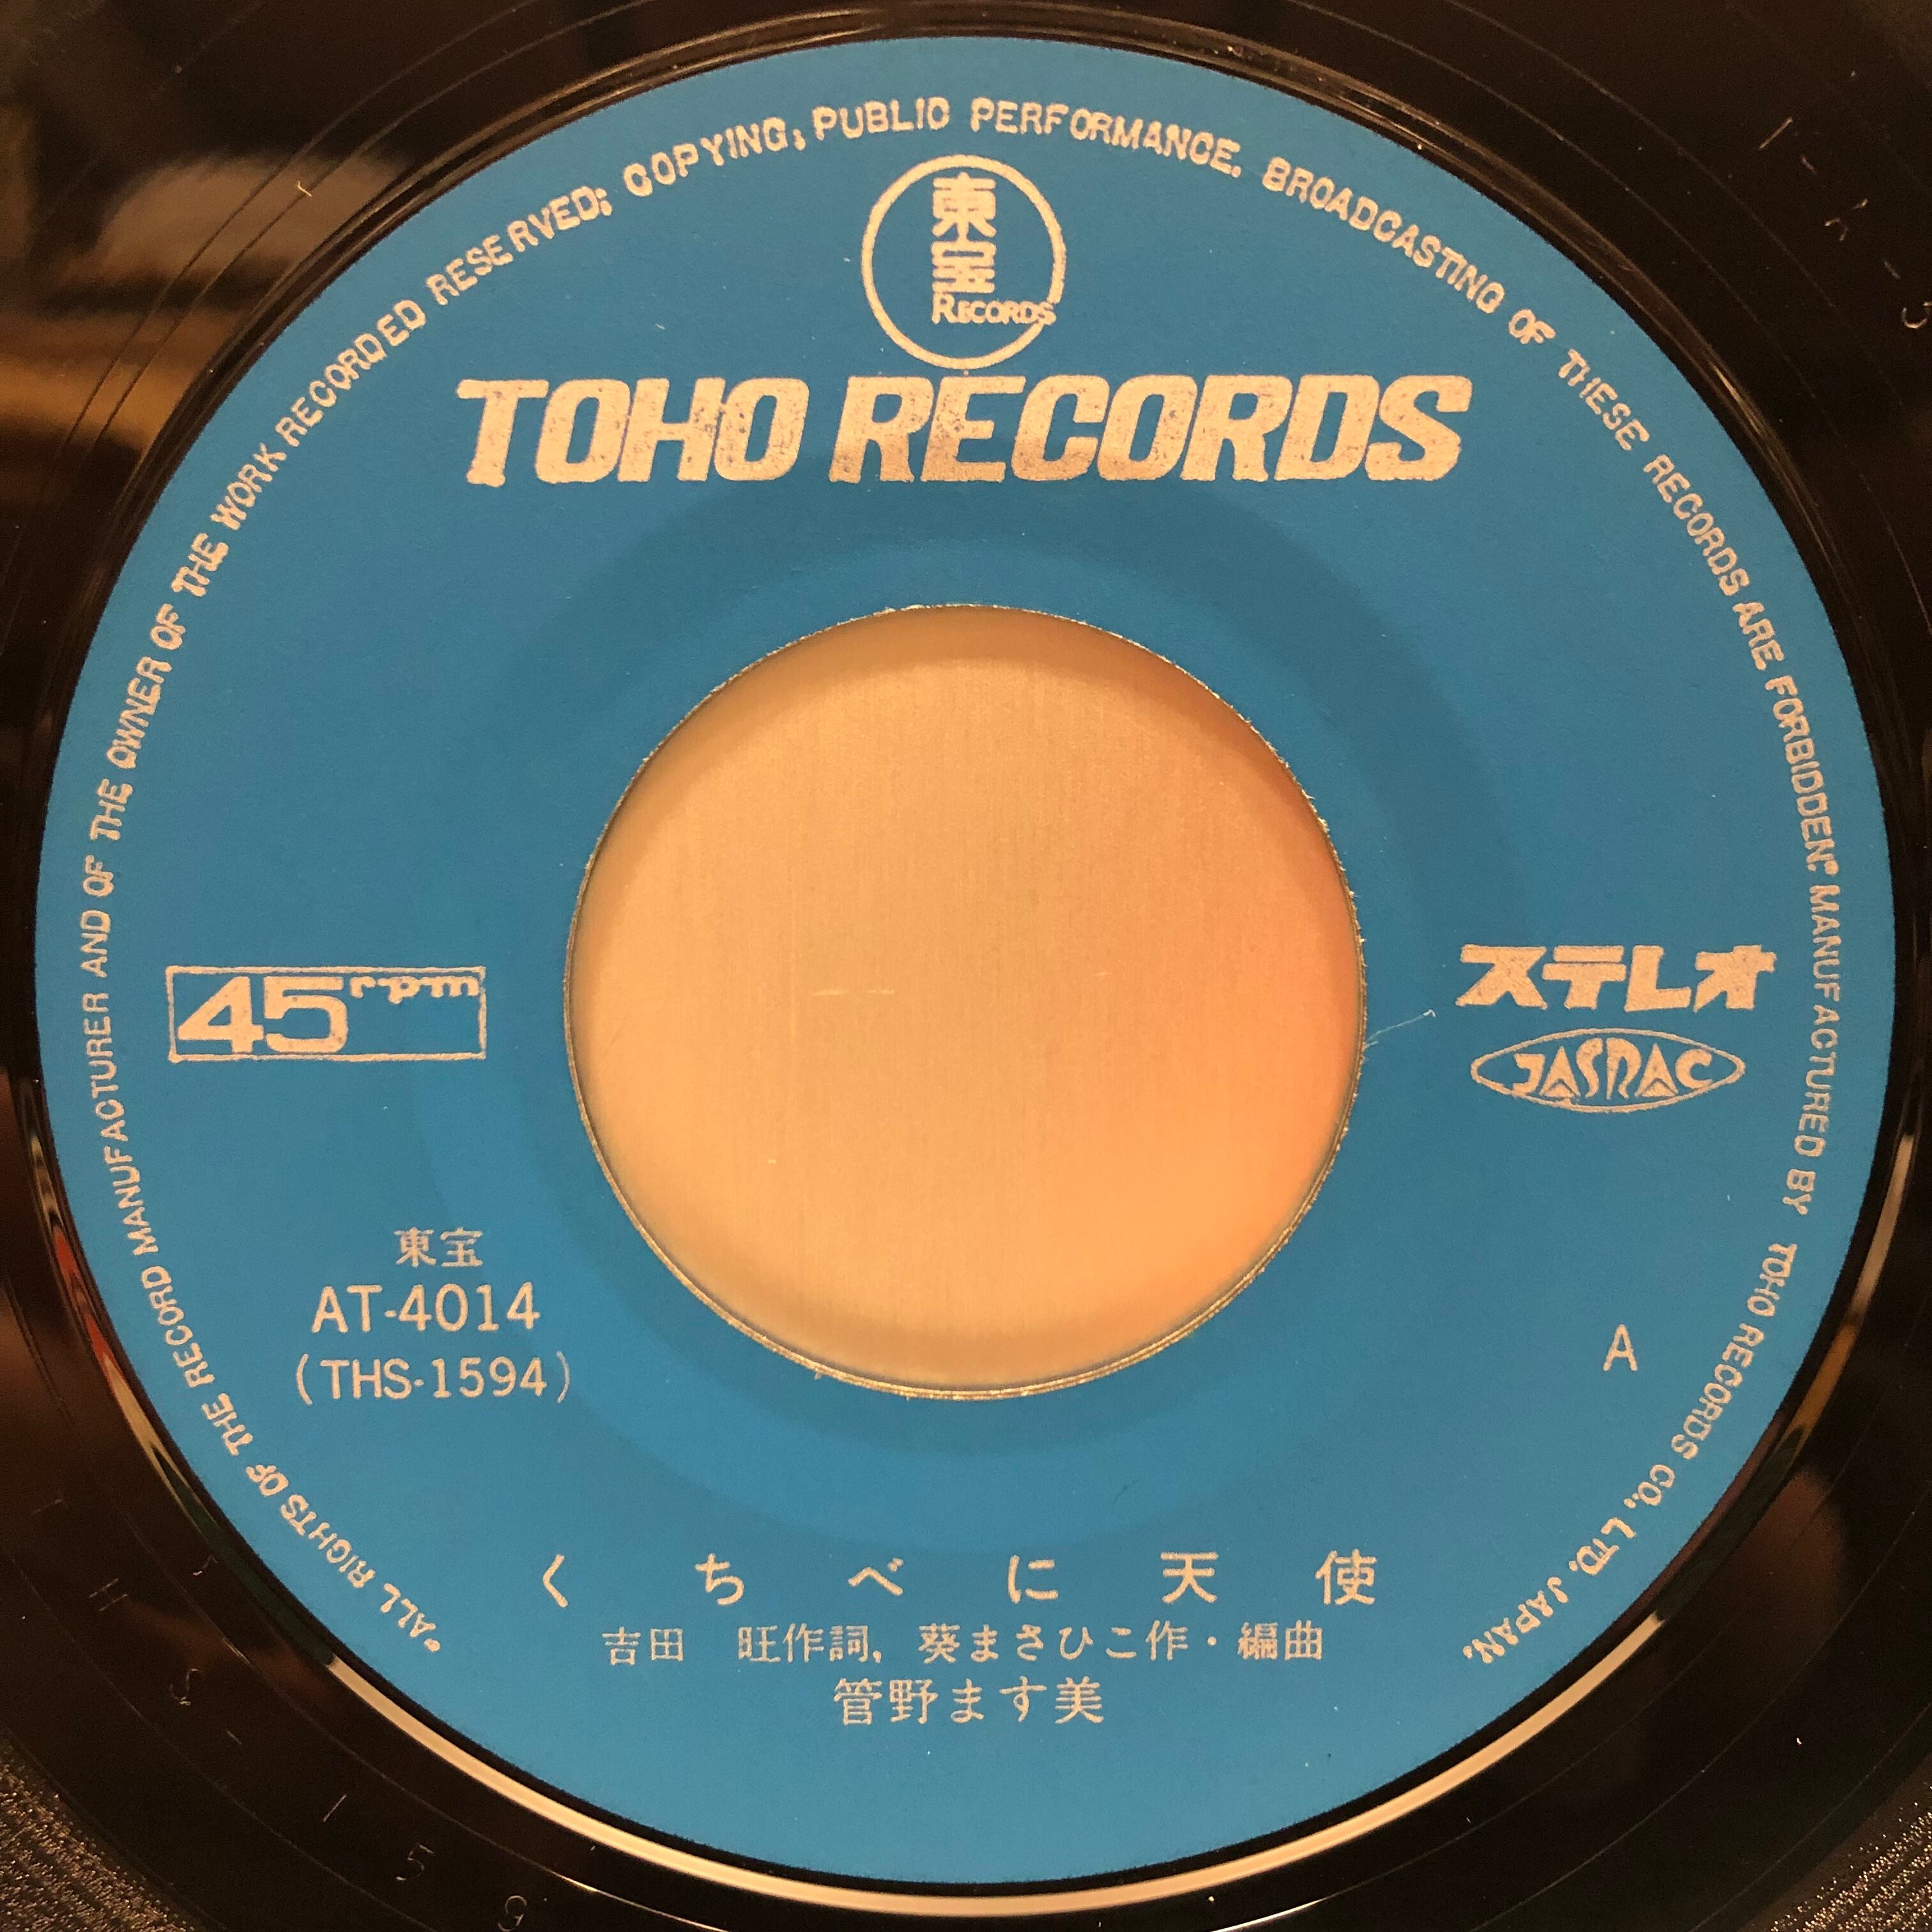 "ALL RIGHTS OF THE RECORD MANUFACTURER AND OF THE OWNER OF THE WORK RECORDED RESERVED; COPYING, PUBLIC PERFORMANCE. BROADCASTING OF THESE RECORDS ARE FORBIDDEN." MANUFACTURED BY TOHO RECORDS CO., LTD. JAPAN.
東宝
RECORDS
TOHO RECORDS
45rpm
ステレオ
JASRAC
東宝
AT-4014
(THS-1594)
A
くちべに天使
吉田 旺作詞, 葵まさひこ作・編曲
管野ます美